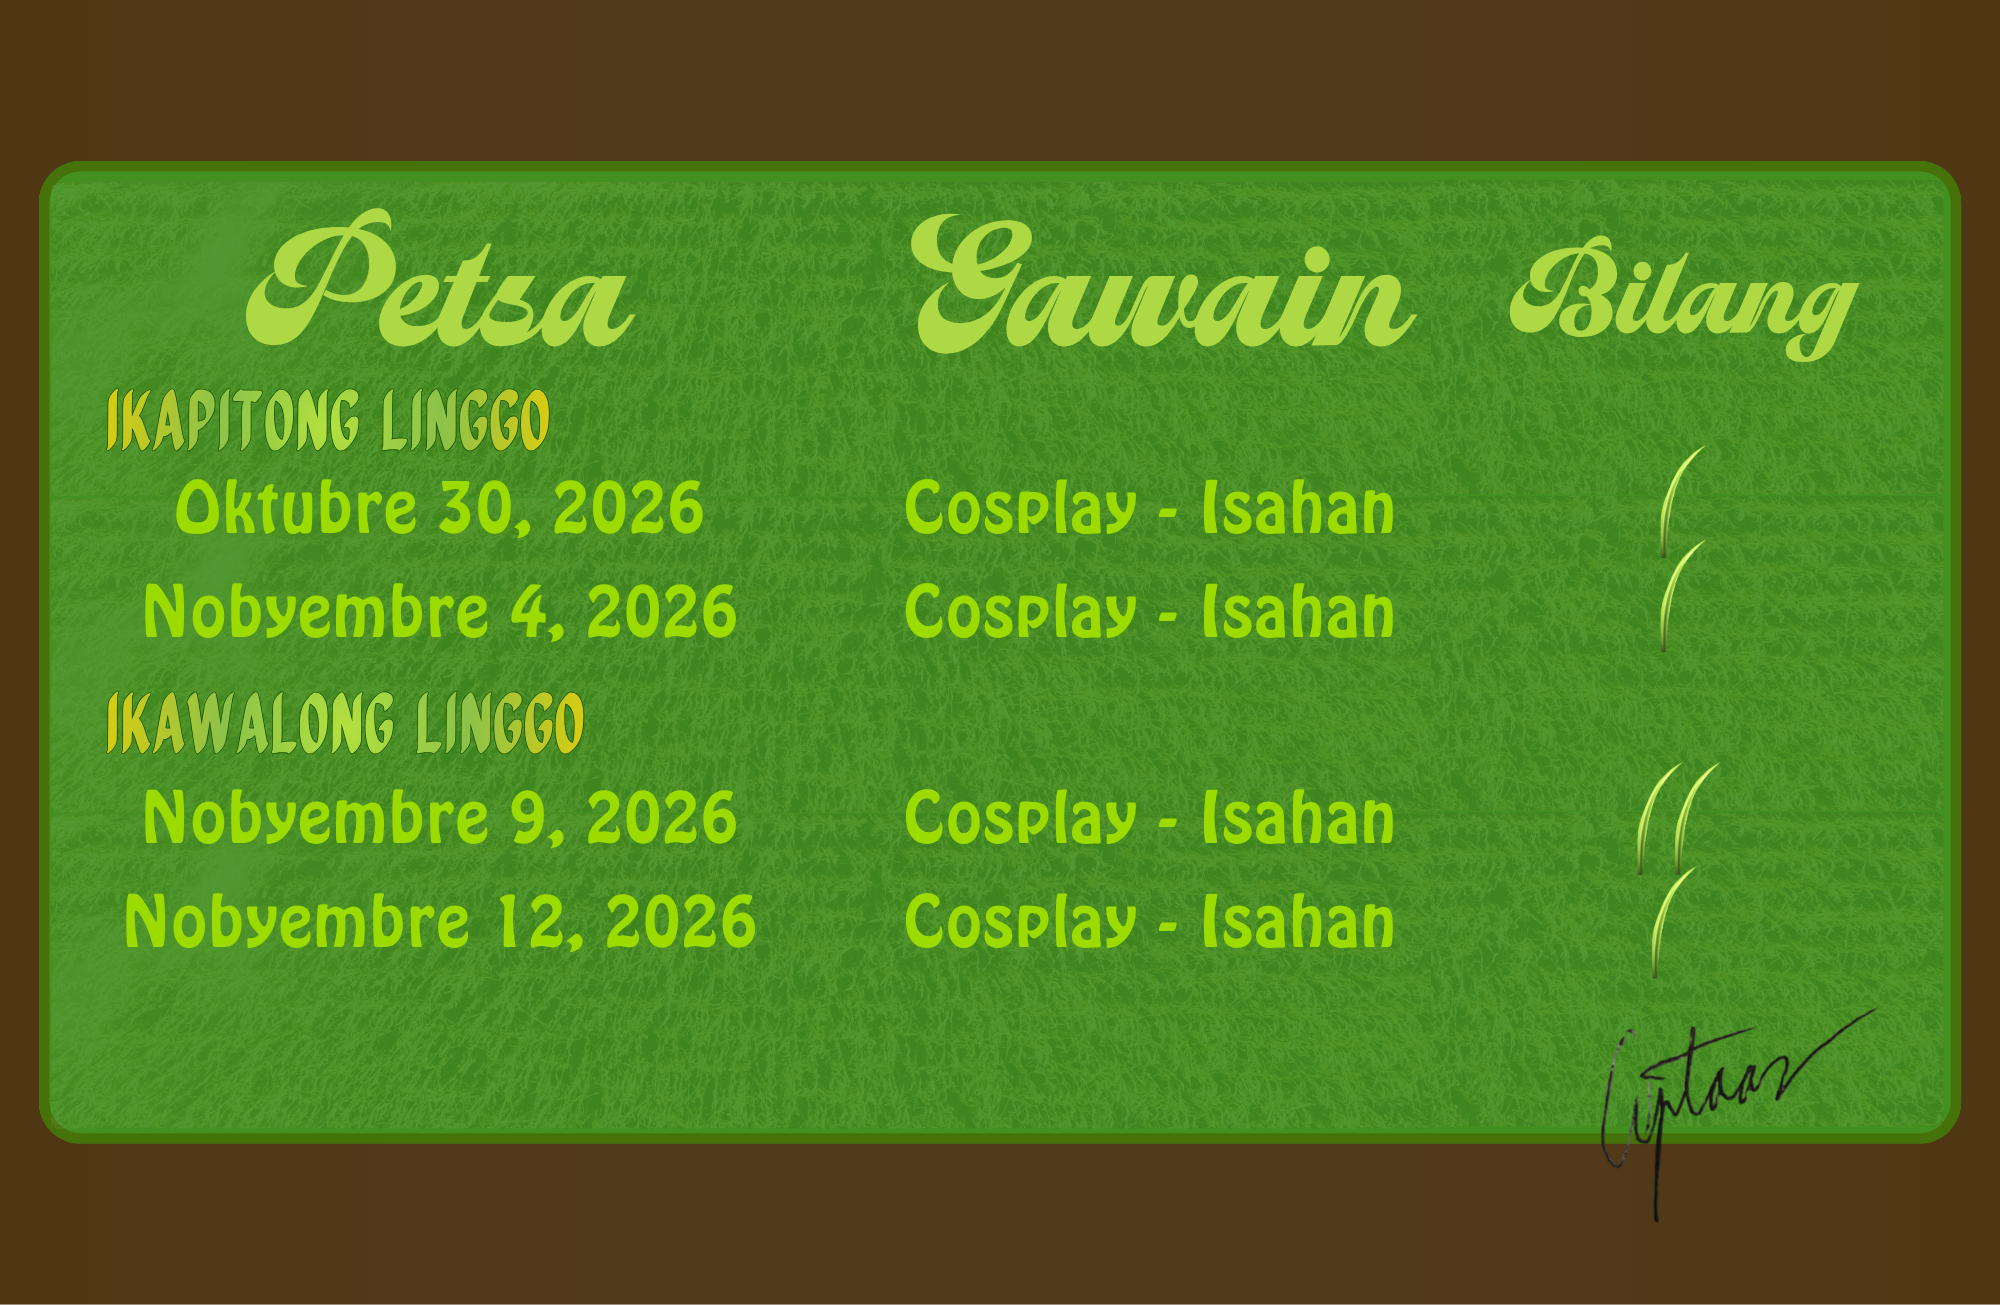 Petsa Gawain Bilang
IKAPITONG LINGGO
Oktubre 30, 2026 Cosplay - Isahan
Nobyembre 4, 2026 Cosplay - Isahan
IKAWALONG LINGGO
Nobyembre 9, 2026 Cosplay - Isahan
Nobyembre 12, 2026 Cosplay - Isahan